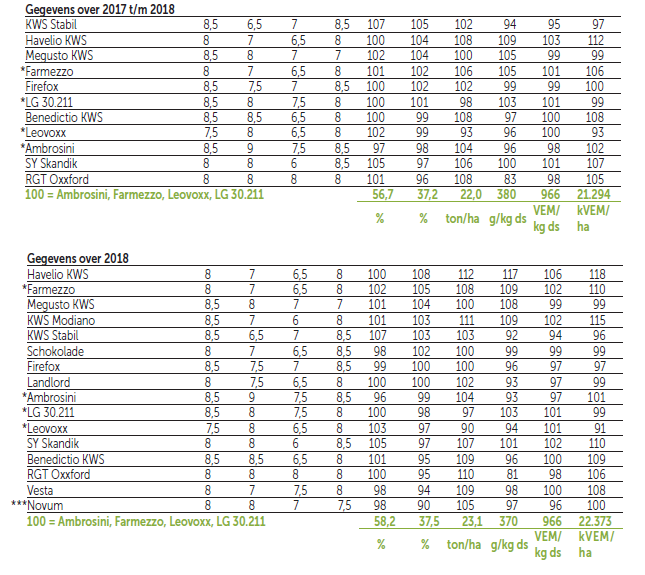 Gegevens over 2017 t/m 2018
KWS Stabil 8,5 6,5 7 8,5 107 105 102 94 95 97
Havelio KWS 8 7 6,5 8 100 104 108 109 103 112
Megusto KWS 8,5 8 7 7 102 104 100 105 99 99
*Farmezzo 8 7 6,5 8 101 102 106 105 101 106
Firefox 8,5 7,5 7 8,5 100 102 102 99 99 100
*LG 30.211 8,5 8 7,5 8 100 101 98 103 101 99
Benedictio KWS 8,5 8,5 6,5 8 100 99 108 97 100 108
*Leovoxx 7,5 8 6,5 8 102 99 93 96 100 93
*Ambrosini 8,5 9 7,5 8,5 97 98 104 96 98 102
SY Skandik 8 8 6 8,5 105 97 106 100 101 107
RGT Oxxford 8 8 8 8 101 96 108 83 98 105
100 = Ambrosini, Farmezzo, Leovoxx, LG 30.211 56,7 37,2 22,0 380 966 21.294
% % ton/ha g/kg ds VEM/ kg ds kVEM/ ha
Gegevens over 2018
Havelio KWS 8 7 6,5 8 100 108 112 117 106 118
*Farmezzo 8 7 6,5 8 102 105 108 109 102 110
Megusto KWS 8,5 8 7 7 101 104 100 108 99 99
KWS Modiano 8,5 7 6 8 101 103 111 109 102 115
KWS Stabil 8,5 6,5 7 8,5 107 103 103 92 94 96
Schokolade 8 7 6,5 8,5 98 102 100 99 99 99
Firefox 8,5 7,5 7 8,5 99 100 100 96 97 97
Landlord 8 7,5 6,5 8 100 100 102 93 97 99
*Ambrosini 8,5 9 7,5 8,5 96 99 104 93 97 101
*LG 30.211 8,5 8 7,5 8 100 98 97 103 101 99
*Leovoxx 7,5 8 6,5 8 103 97 90 94 101 91
SY Skandik 8 8 6 8,5 105 97 107 101 102 110
Benedictio KWS 8,5 8,5 6,5 8 101 95 109 96 100 109
RGT Oxxford 8 8 8 8 100 95 110 81 98 106
Vesta 8 7 7,5 8 98 94 109 98 100 108
***Novum 8 8 7 7,5 98 90 105 97 96 100
100 = Ambrosini, Farmezzo, Leovoxx, LG 30.211 58,2 37,5 23,1 370 966 22.373
% % ton/ha g/kg ds VEM/ kg ds kVEM/ ha